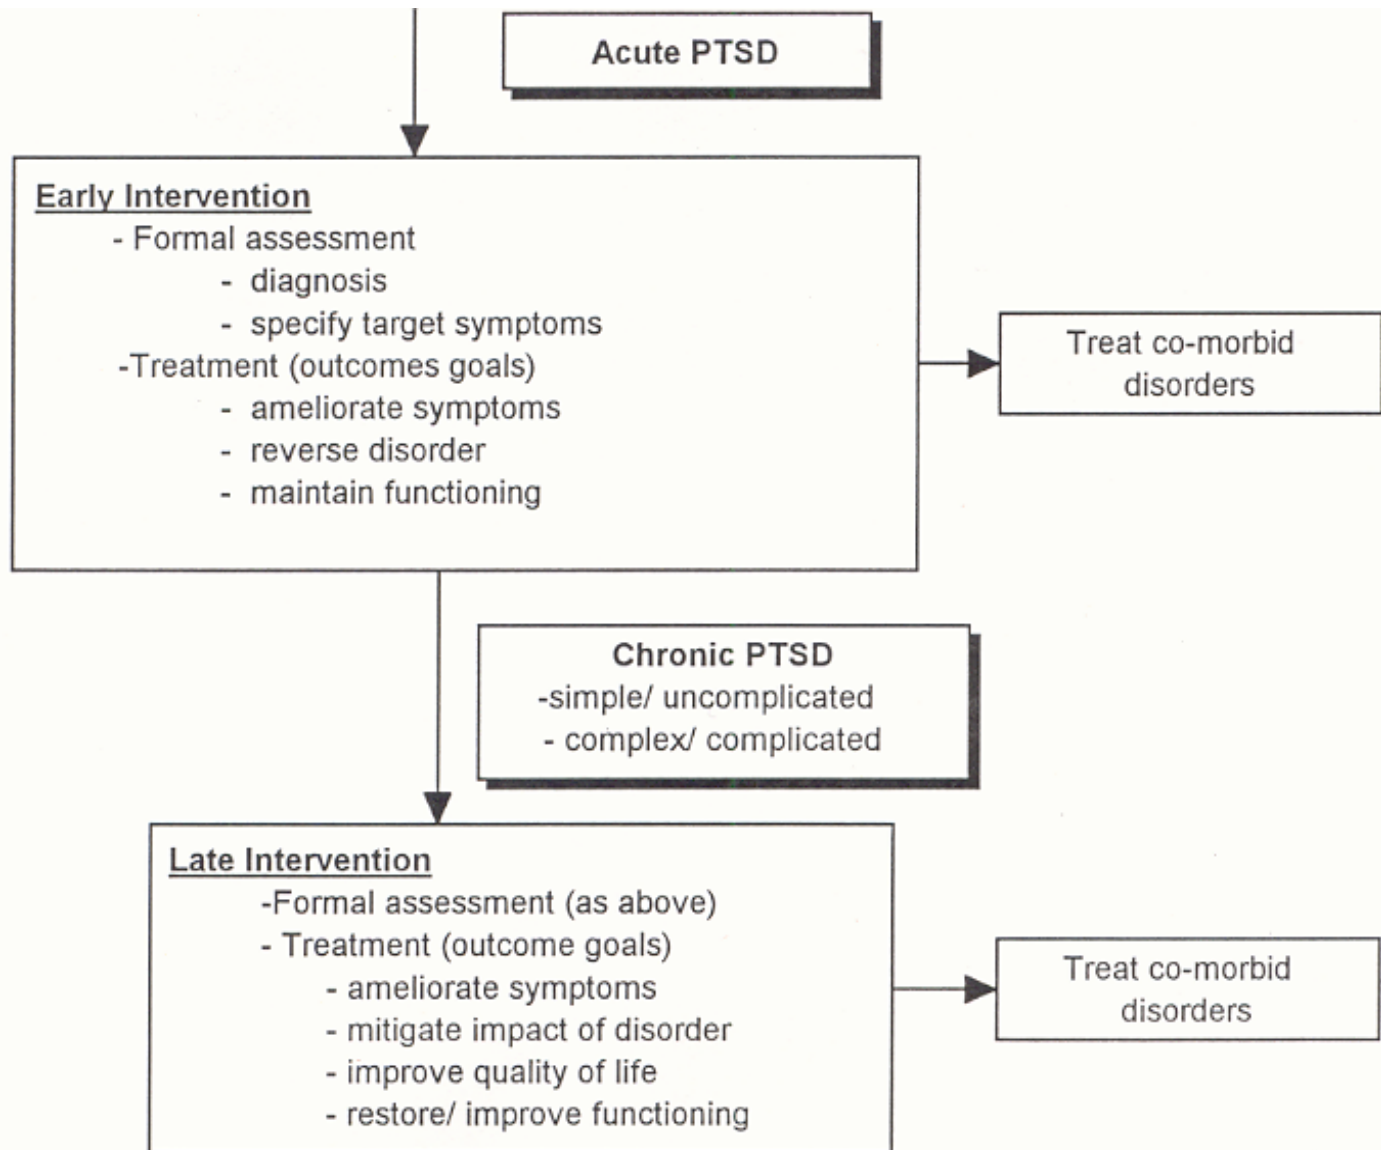 Acute PTSD
Early Intervention
- Formal assessment
- diagnosis
- specify target symptoms
-Treatment (outcomes goals)
- ameliorate symptoms
- reverse disorder
- maintain functioning
Treat co-morbid
disorders
Chronic PTSD
-simple/ uncomplicated
- complex/ complicated
Late Intervention
-Formal assessment (as above)
- Treatment (outcome goals)
- ameliorate symptoms
- mitigate impact of disorder
- improve quality of life
- restore/ improve functioning
Treat co-morbid
disorders